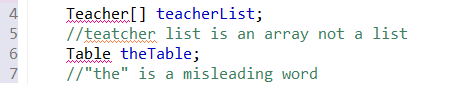 4 Teacher[] teacherList;
5 //teatcher list is an array not a list
6 Table theTable;
7 //"the" is a misleading word